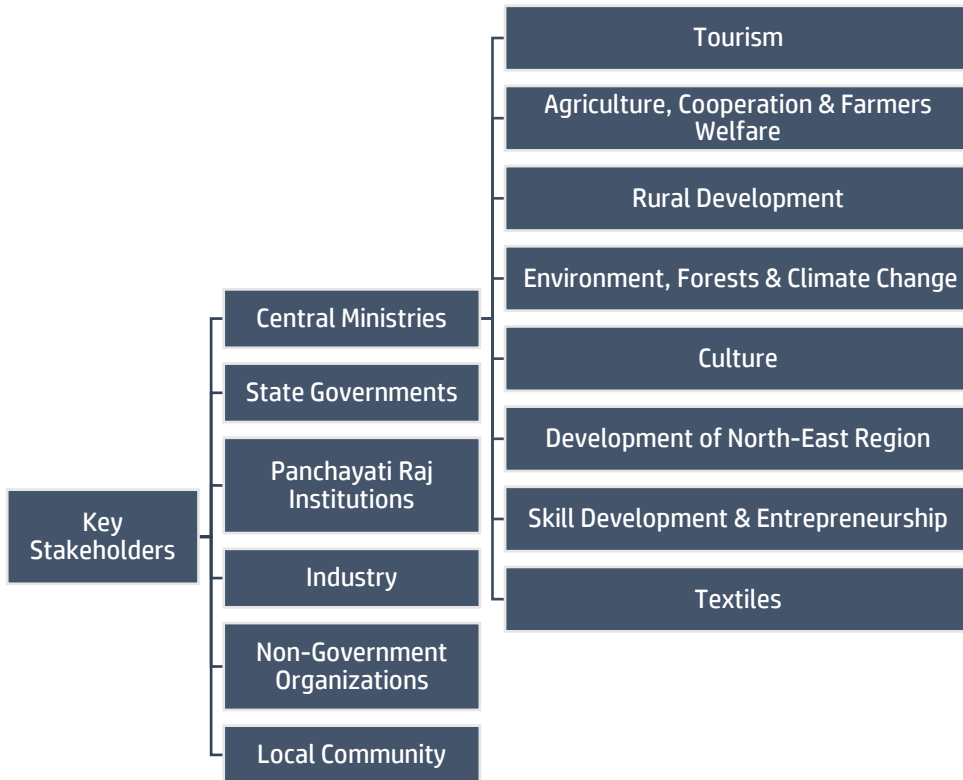 Key
Stakeholders
Central Ministries
State Governments
Panchayati Raj
Institutions
Industry
Non-Government
Organizations
Local Community
Tourism
Agriculture, Cooperation & Farmers
Welfare
Rural Development
Environment, Forests & Climate Change
Culture
Development of North-East Region
Skill Development & Entrepreneurship
Textiles